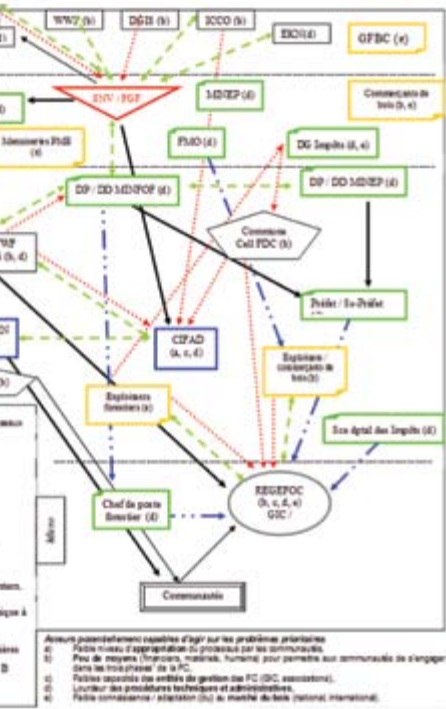 WWF (b)
DGIS (b)
ICCO (b)
GFBC (e)
SNV / FGF
MINEP (d)
Commerçants de
bois (b, e)
Menuiseries PME
(e)
FMO (d)
DG Impôts (d, e)
DP / DD MINFOF (d)
DP / DD MINEP (d)
Commune
Cell FDC (b)
(b, d)
Préfet / So-Préfet
CIFAD
(a, c, d)
Exploitants /
commerçants de
bois (b)
Exploitants
forestiers (e)
Sce dptal des Impôts (d)
REGEFOC
(b, c, d, e)
GIC /
Chef de poste
forestier (d)
Micro
Communautés
Acteurs potentiellement capables d'agir sur les problèmes prioritaires
a) Faible niveau d'appropriation du processus par les communautés.
b) Peu de moyens (financiers, matériels, humains) pour permettre aux communautés de s'engager
dans les trois phases de la FC.
c) Faibles capacités des entités de gestion des FC (GIC, associations).
d) Lourdeur des procédures techniques et administratives.
e) Faible connaissance / adaptation (du) au marché du bois (national, international).